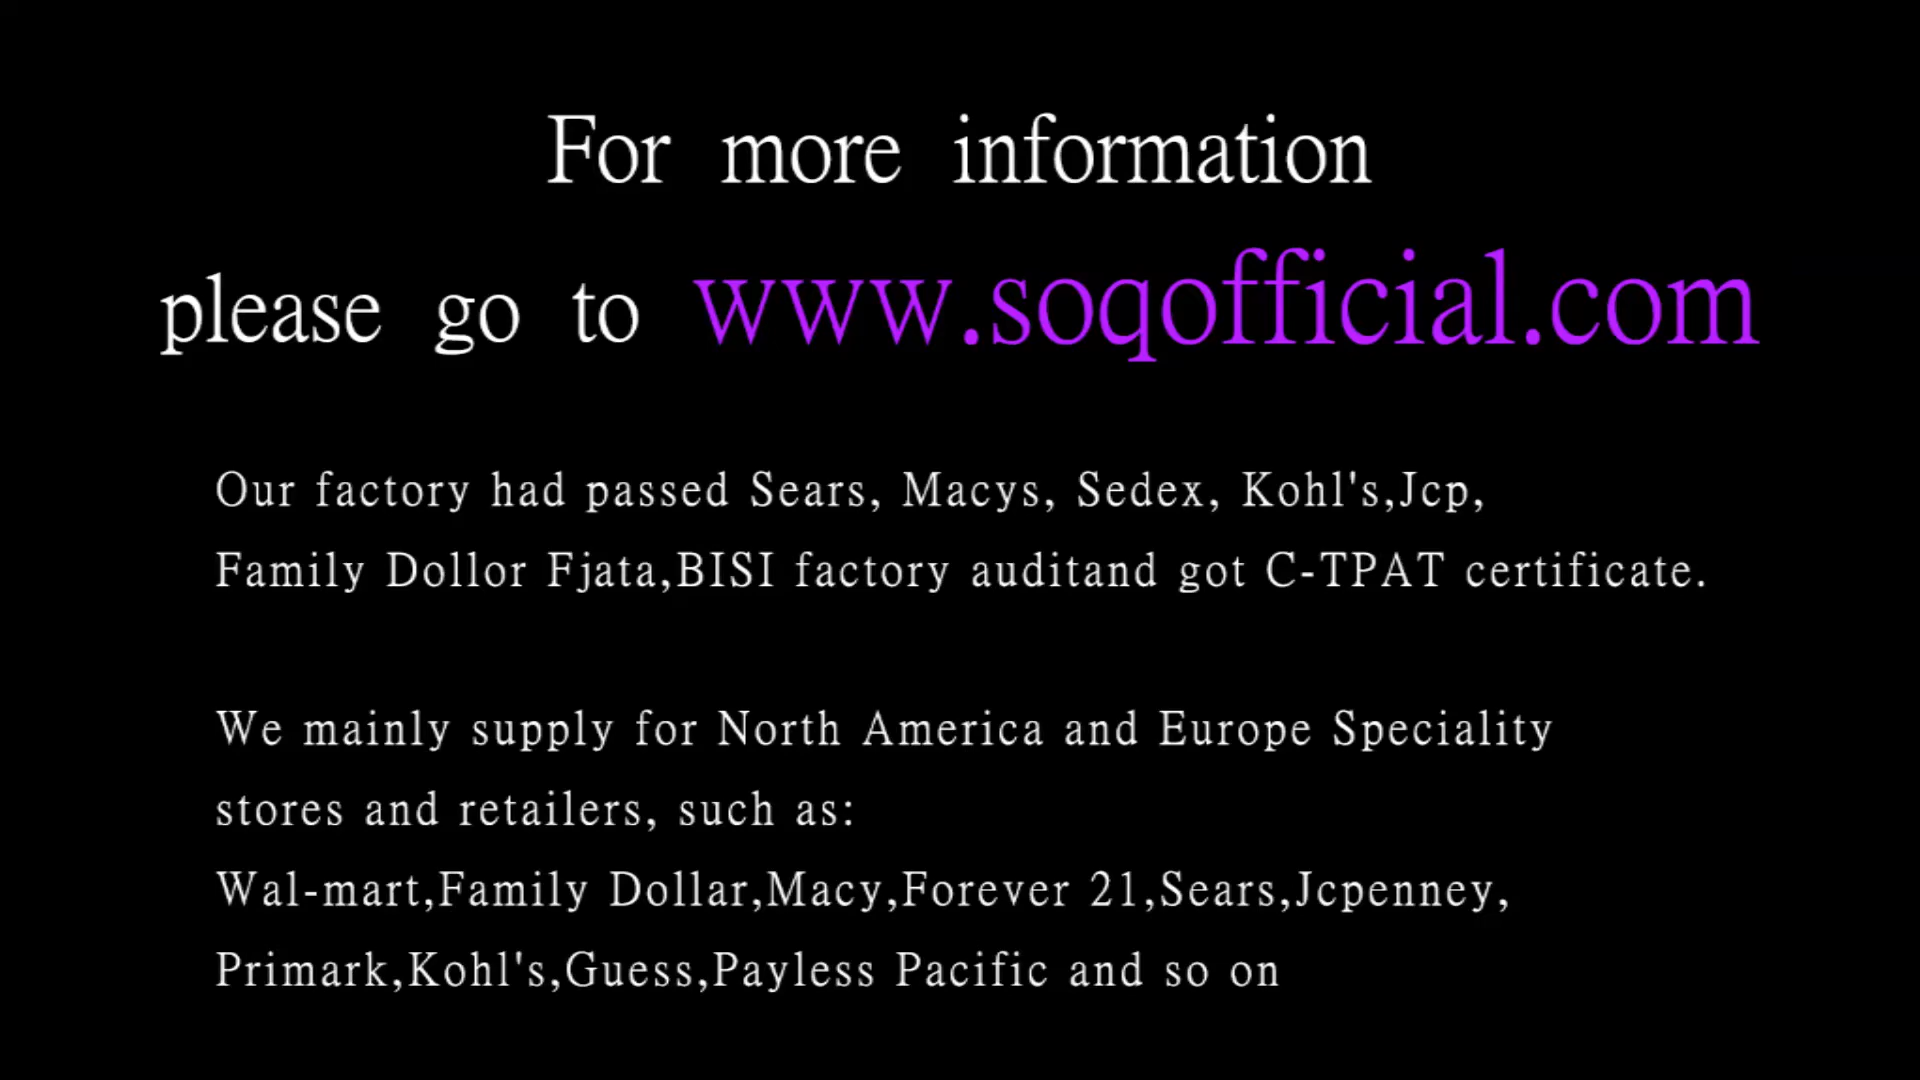 For more information
please go to www.soqofficial.com
Our factory had passed Sears, Macys, Sedex, Kohl's,Jcp,
Family Dollor Fjata,BISI factory auditand got C-TPAT certificate.
We mainly supply for North America and Europe Speciality
stores and retailers, such as:
Wal-mart,Family Dollar,Macy,Forever 21,Sears,Jcpenney,
Primark,Kohl's,Guess,Payless Pacific and so on